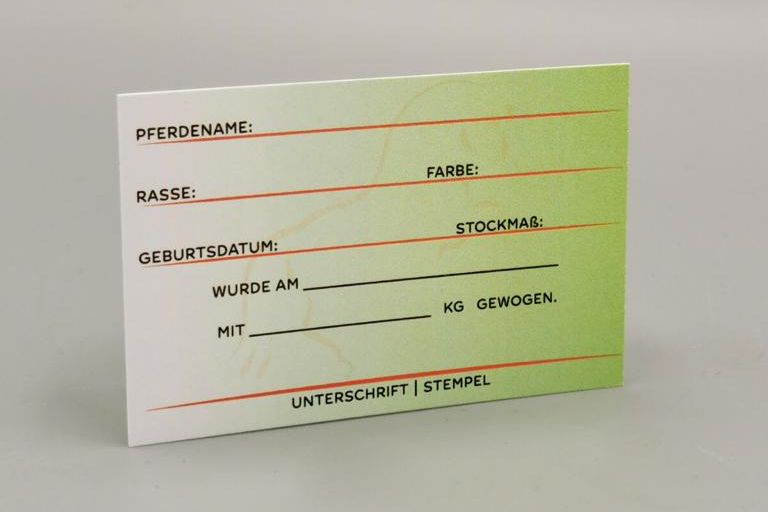 PFERDENAME:
RASSE: FARBE:
GEBURTSDATUM: STOCKMAß:
WURDE AM
MIT KG GEWOGEN.
UNTERSCHRIFT | STEMPEL